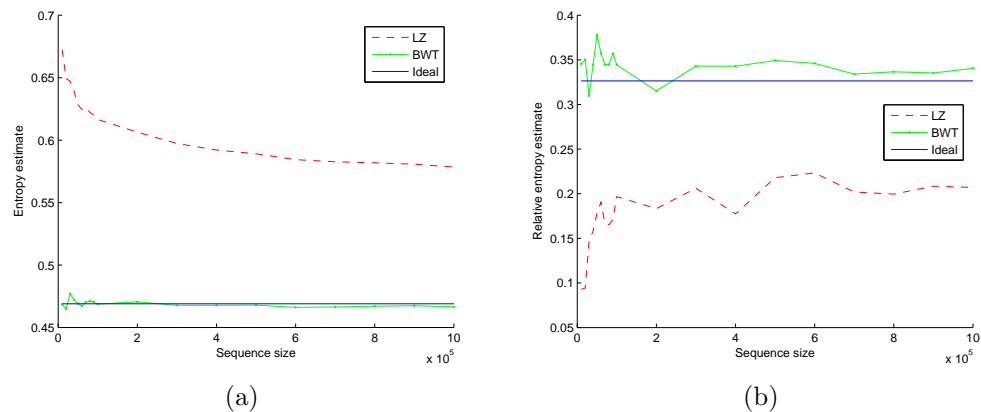 0.7
0.65
0.6
0.55
0.5
0.45
Entropy estimate
0
2
4
6
8
10
x 10^5
Sequence size
LZ
BWT
Ideal
(a)
0.4
0.35
0.3
0.25
0.2
0.15
0.1
0.05
Relative entropy estimate
0
2
4
6
8
10
x 10^5
Sequence size
LZ
BWT
Ideal
(b)